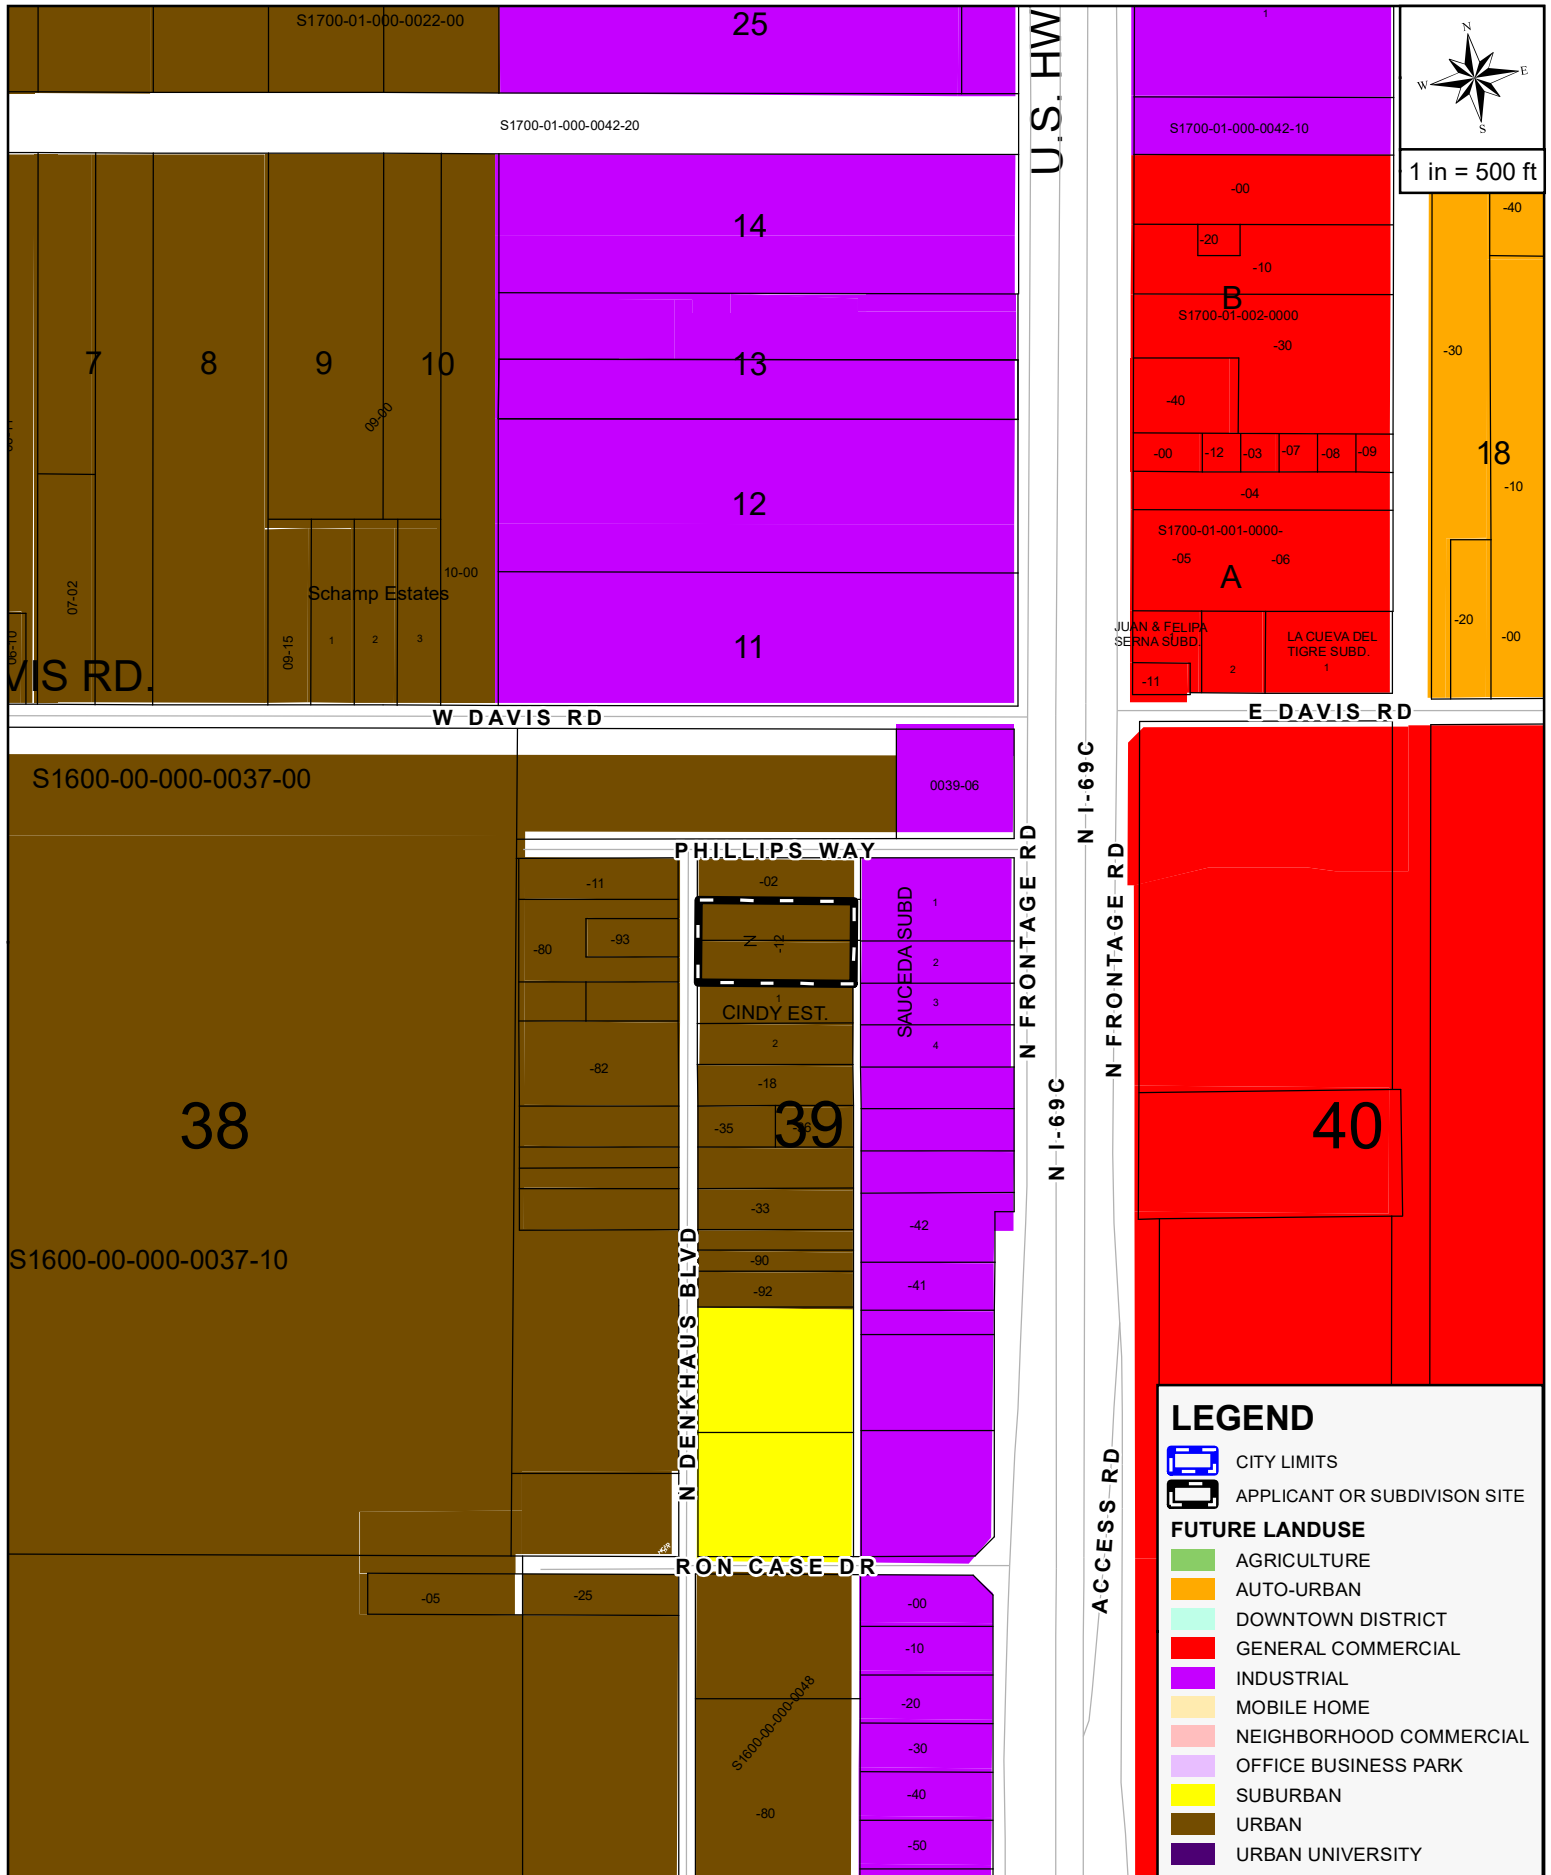 S1700-01-000-0022-00
25
1
U.S. HW
N
W
E
S
1 in = 500 ft
S1700-01-000-0042-20
S1700-01-000-0042-10
-00
-20
-10
B
S1700-01-002-0000
-30
-40
-40
-30
18
-10
-20
-00
14
13
12
11
7
8
9
10
09-00
10-00
07-02
06-10
09-15
Schamp Estates
1
2
3
-00
-12
-03
-07
-08
-09
-04
S1700-01-001-0000-
-05
-06
A
JUAN & FELIPA
SERNA SUBD.
1
2
-11
LA CUEVA DEL
TIGRE SUBD.
1
VIS RD.
W DAVIS RD
E DAVIS RD
S1600-00-000-0037-00
0039-06
N I-69C
PHILLIPS WAY
N FRONTAGE RD
N FRONTAGE RD
-11
-02
-80
-93
N
-12
SAUCEDA SUBD
1
2
3
4
1
CINDY EST.
2
-82
-18
-35
39
38
40
N I-69C
-33
-90
-92
-42
-41
S1600-00-000-0037-10
N DENKHAUS BLVD
ACCESS RD
RON CASE DR
-05
-25
-00
-10
-20
-30
-40
-50
S1600-00-000-0048
-80
LEGEND
CITY LIMITS
APPLICANT OR SUBDIVISON SITE
FUTURE LANDUSE
AGRICULTURE
AUTO-URBAN
DOWNTOWN DISTRICT
GENERAL COMMERCIAL
INDUSTRIAL
MOBILE HOME
NEIGHBORHOOD COMMERCIAL
OFFICE BUSINESS PARK
SUBURBAN
URBAN
URBAN UNIVERSITY